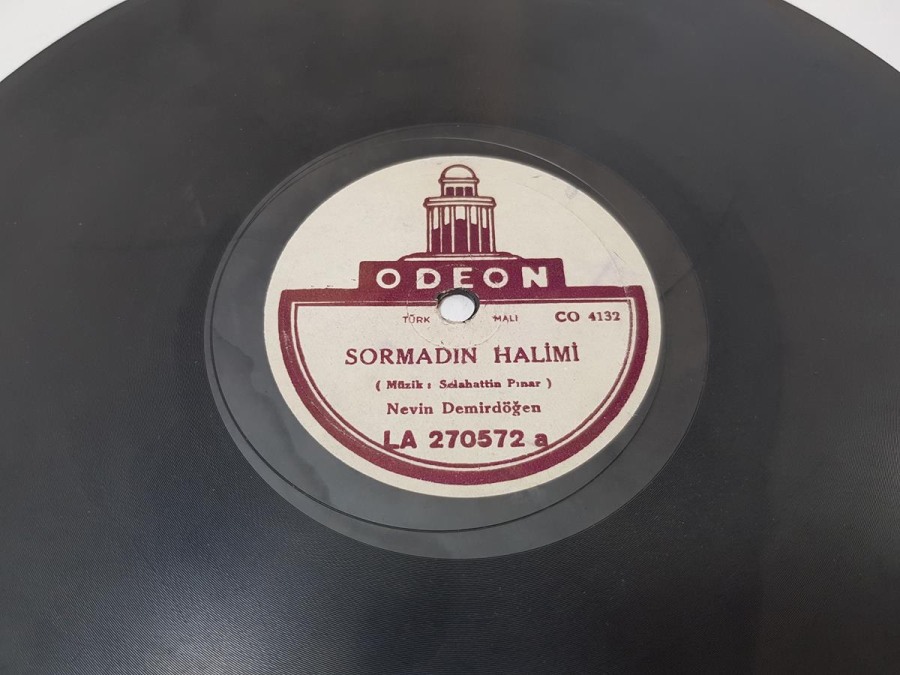 ODEON
TÜRK MALI CO 4132
SORMADIN HALİMİ
( Müzik : Selahattin Pınar )
Nevin Demirdöğen
LA 270572 a